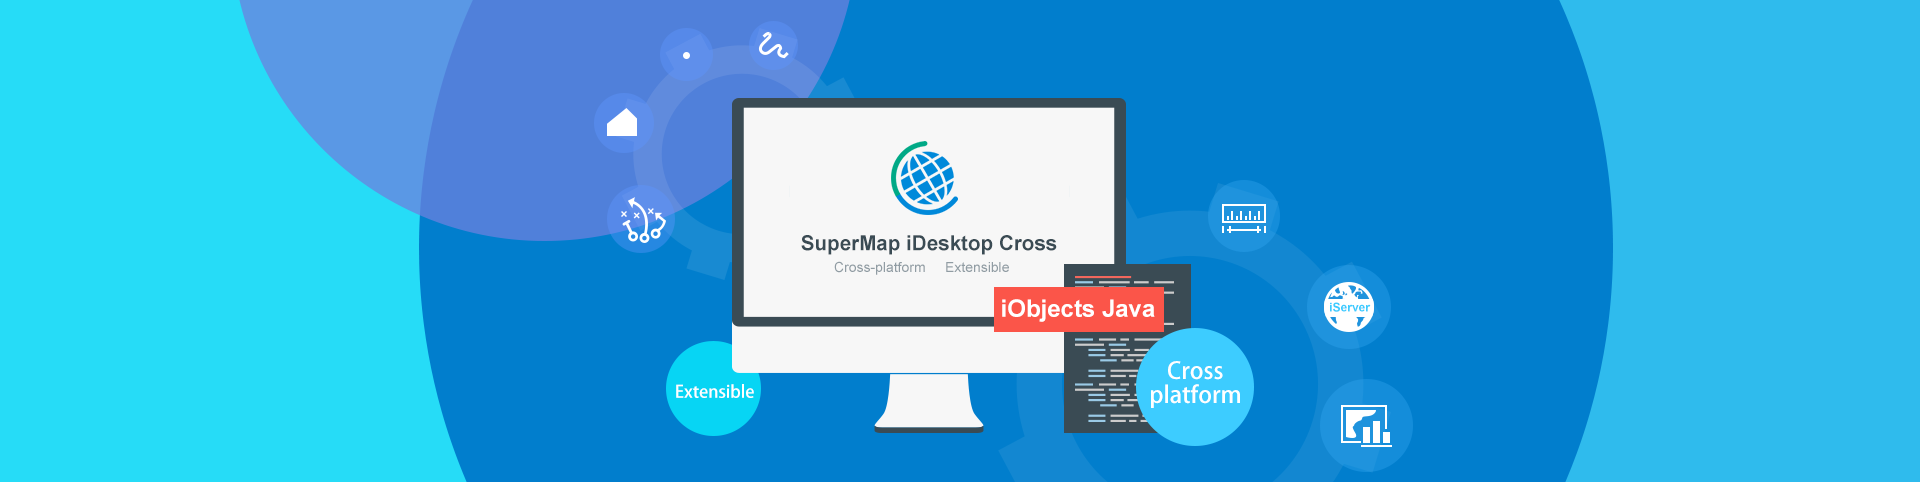 SuperMap iDesktop Cross
Cross-platform Extensible
iObjects Java
iServer
Cross
platform
Extensible